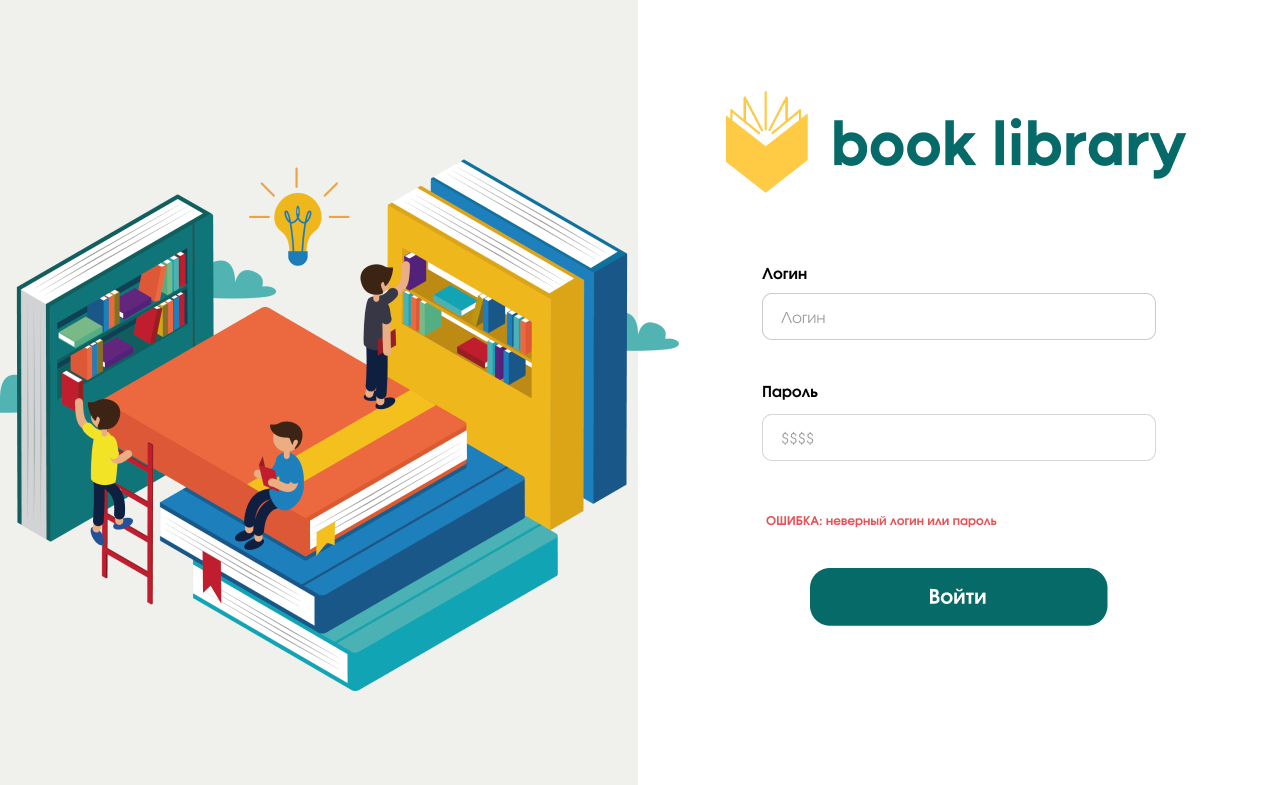 book library
Логин
Логин
Пароль
$$$$
ОШИБКА: неверный логин или пароль
Войти